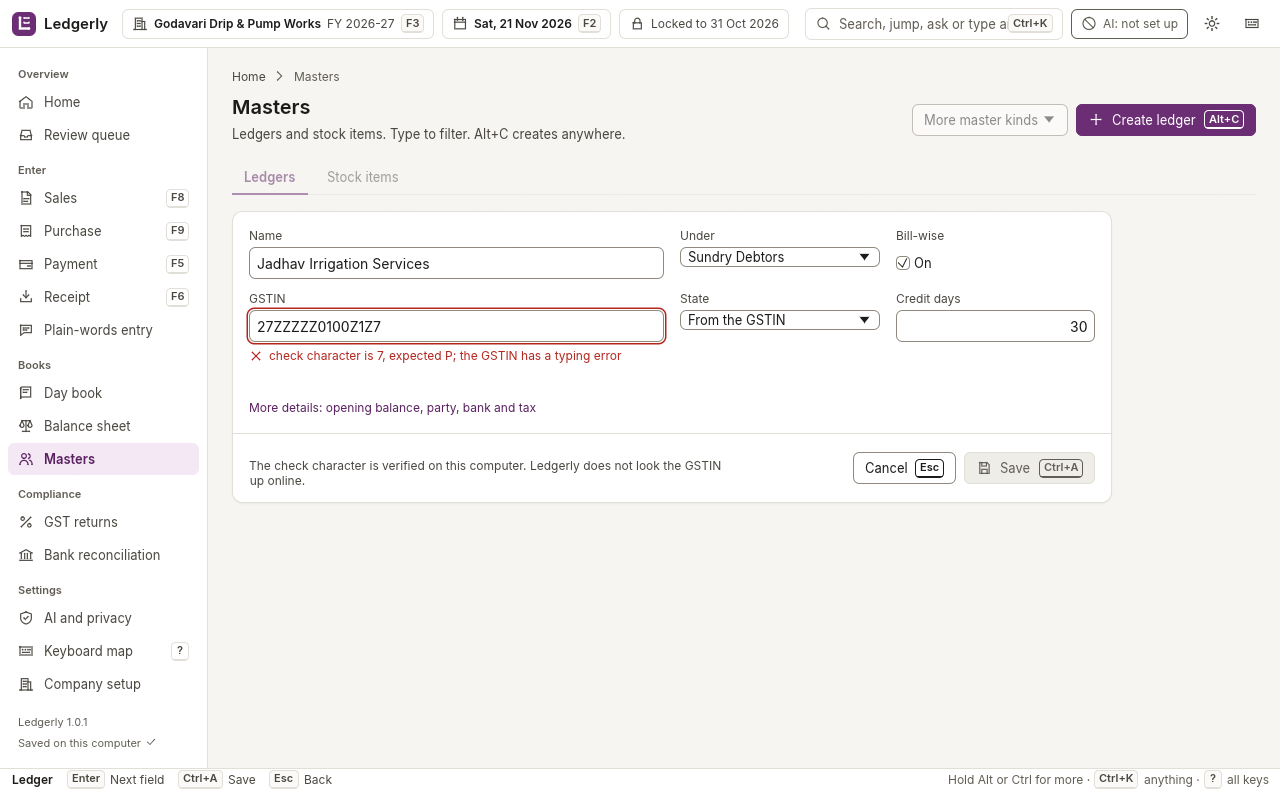 Ledgerly
Godavari Drip & Pump Works FY 2026-27 F3
Sat, 21 Nov 2026 F2
Locked to 31 Oct 2026
Search, jump, ask or type a Ctrl+K
AI: not set up
Overview
Home
Review queue
Enter
Sales F8
Purchase F9
Payment F5
Receipt F6
Plain-words entry
Books
Day book
Balance sheet
Masters
Compliance
GST returns
Bank reconciliation
Settings
AI and privacy
Keyboard map ?
Company setup
Ledgerly 1.0.1
Saved on this computer
Home Masters
Masters
Ledgers and stock items. Type to filter. Alt+C creates anywhere.
More master kinds
Create ledger Alt+C
Ledgers Stock items
Name
Jadhav Irrigation Services
Under
Sundry Debtors
Bill-wise
On
GSTIN
27ZZZZZ0100Z1Z7
check character is 7, expected P; the GSTIN has a typing error
State
From the GSTIN
Credit days
30
More details: opening balance, party, bank and tax
The check character is verified on this computer. Ledgerly does not look the GSTIN
up online.
Cancel Esc
Save Ctrl+A
Ledger Enter Next field Ctrl+A Save Esc Back
Hold Alt or Ctrl for more · Ctrl+K anything · ? all keys